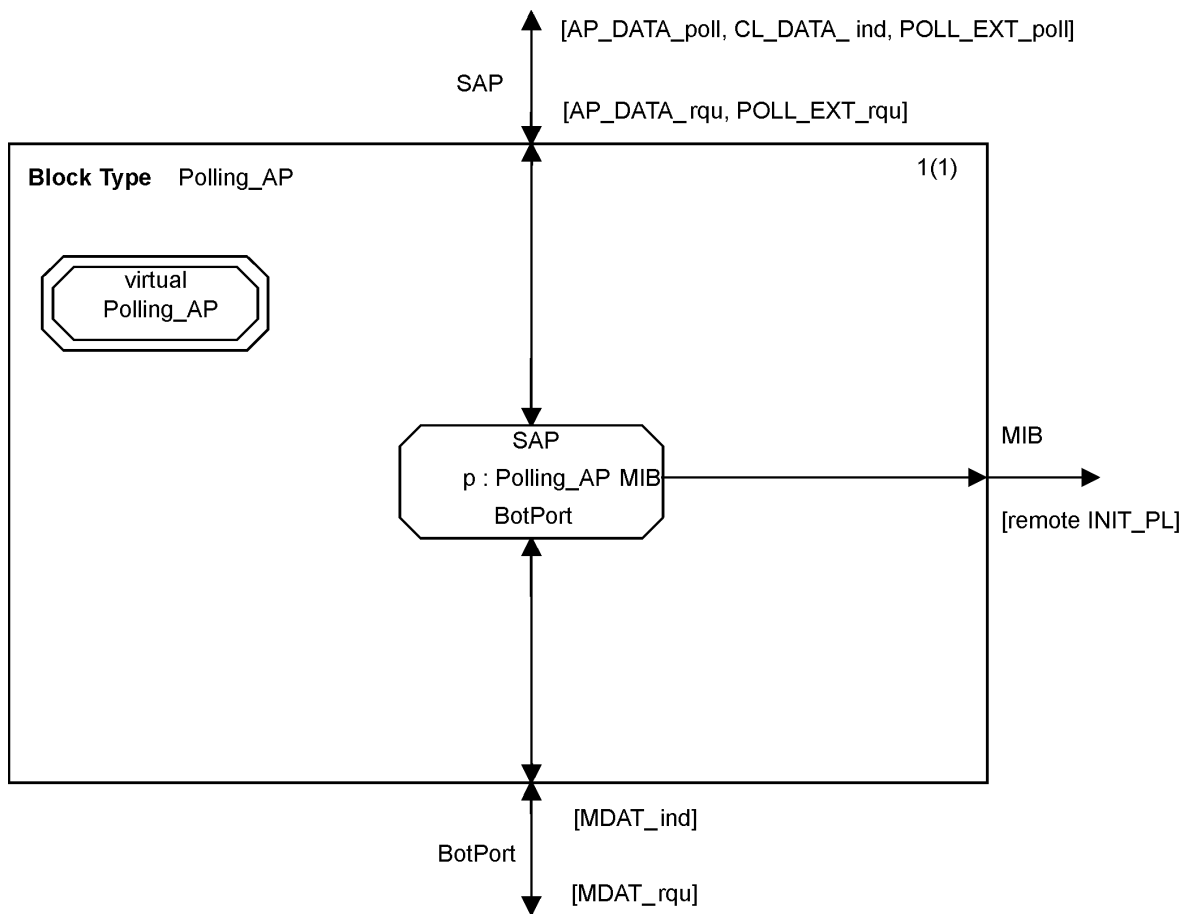 [AP_DATA_poll, CL_DATA_ ind, POLL_EXT_poll]
SAP
[AP_DATA_rqu, POLL_EXT_rqu]
Block Type Polling_AP
1(1)
virtual
Polling_AP
SAP
p : Polling_AP MIB
BotPort
MIB
[remote INIT_PL]
[MDAT_ind]
BotPort
[MDAT_rqu]